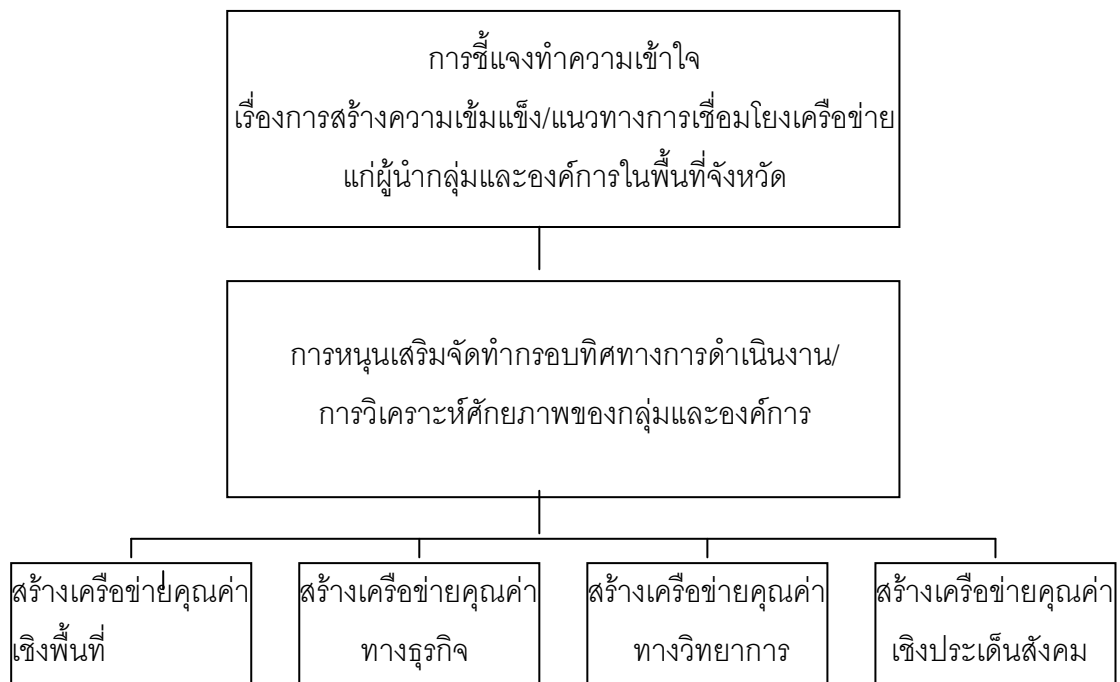 การชี้แจงทำความเข้าใจ
เรื่องการสร้างความเข้มแข็ง/แนวทางการเชื่อมโยงเครือข่าย
แก่ผู้นำกลุ่มและองค์การในพื้นที่จังหวัด
การหนุนเสริมจัดทำกรอบทิศทางการดำเนินงาน/
การวิเคราะห์ศักยภาพของกลุ่มและองค์การ
สร้างเครือข่ายคุณค่า
เชิงพื้นที่
สร้างเครือข่ายคุณค่า
ทางธุรกิจ
สร้างเครือข่ายคุณค่า
ทางวิทยาการ
สร้างเครือข่ายคุณค่า
เชิงประเด็นสังคม